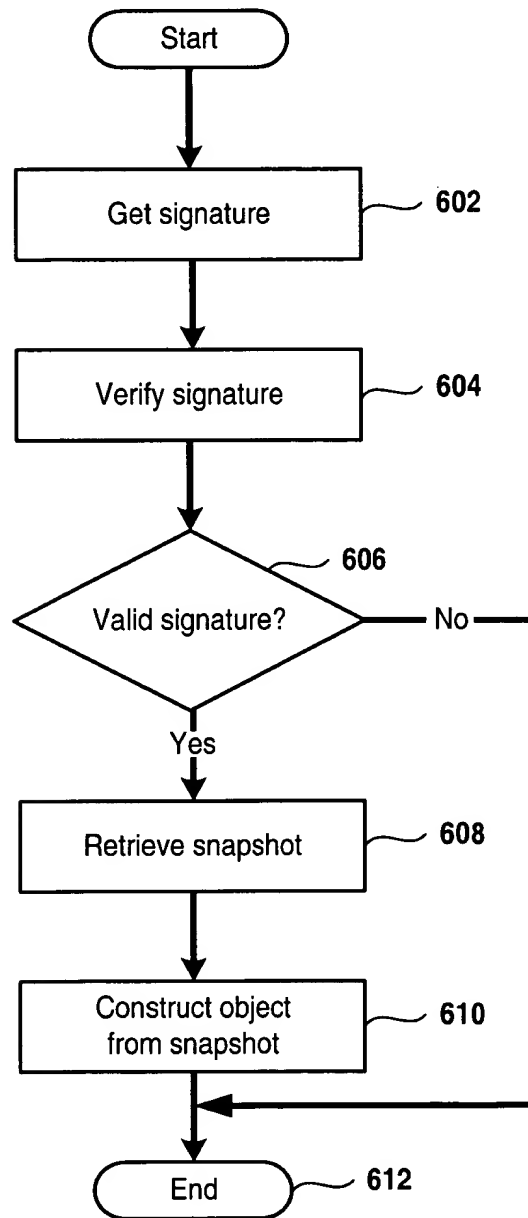 Start
Get signature
602
Verify signature
604
606
Valid signature?
No
Yes
Retrieve snapshot
608
Construct object
from snapshot
610
End
612